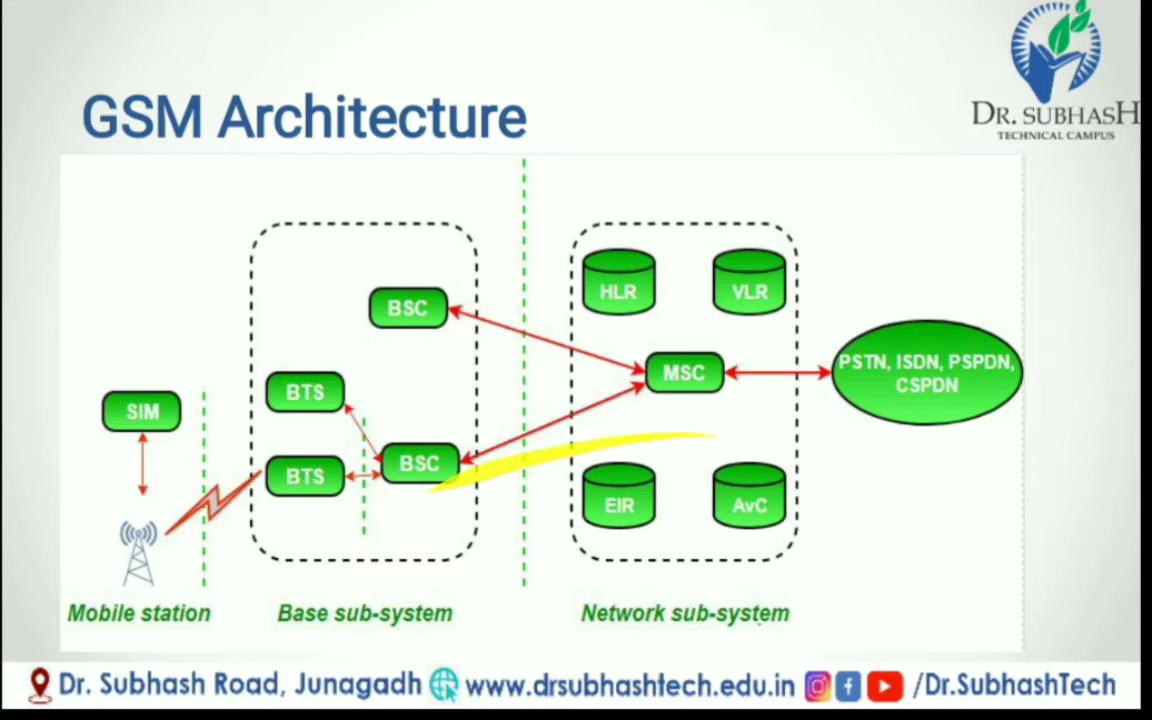 DR. SUBHASH
TECHNICAL CAMPUS
GSM Architecture
HLR
VLR
BSC
MSC
PSTN, ISDN, PSPDN,
CSPDN
BTS
SIM
BSC
BTS
EIR
AvC
Mobile station
Base sub-system
Network sub-system
Dr. Subhash Road, Junagadh www.drsubhashtech.edu.in /Dr.SubhashTech